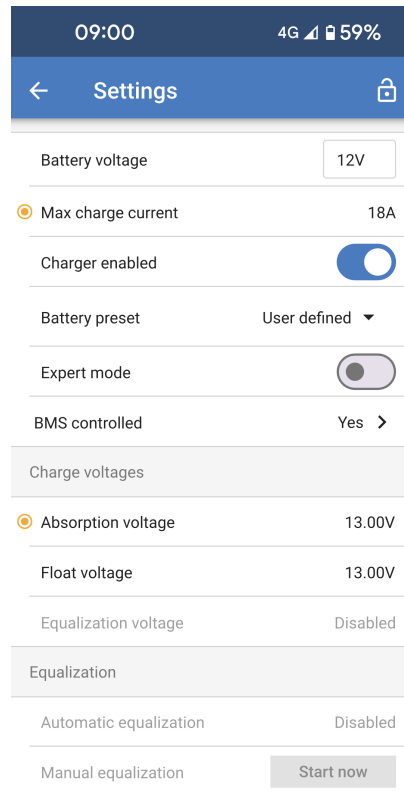 09:00 4G 59%
Settings
Battery voltage 12V
Max charge current 18A
Charger enabled
Battery preset User defined
Expert mode
BMS controlled Yes
Charge voltages
Absorption voltage 13.00V
Float voltage 13.00V
Equalization voltage Disabled
Equalization
Automatic equalization Disabled
Manual equalization Start now